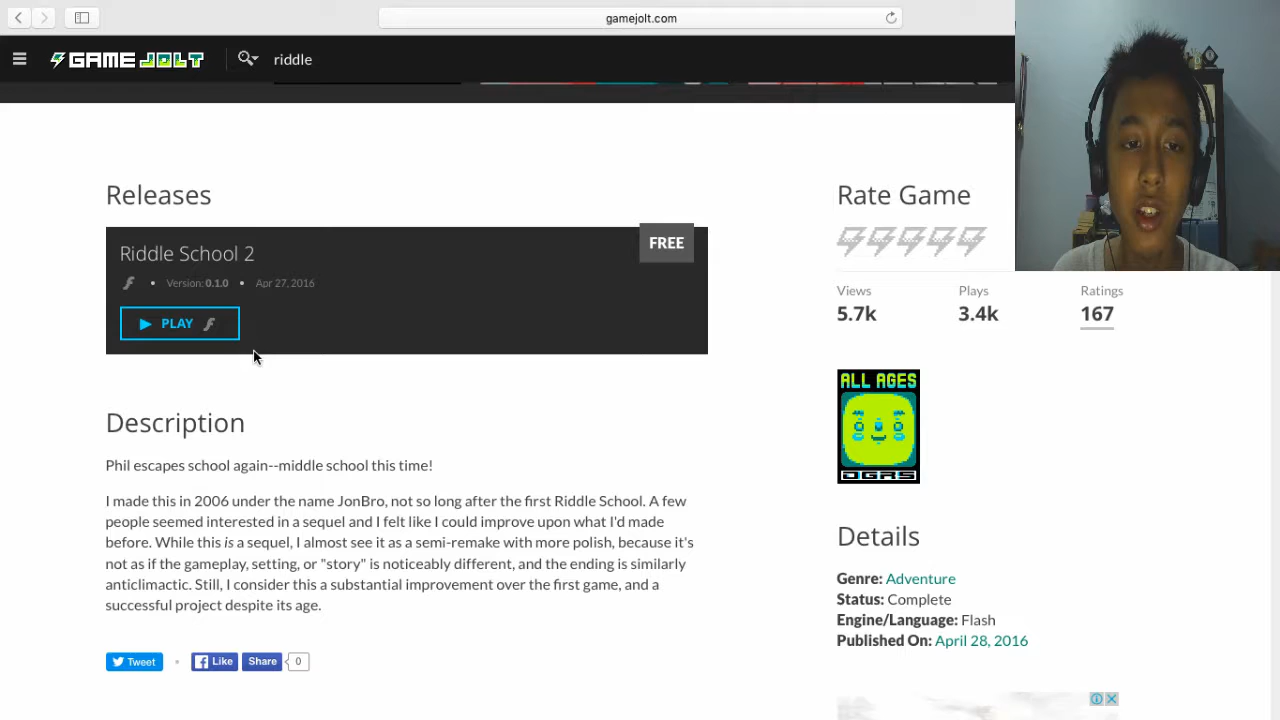 gamejolt.com
GAME JOLT
riddle
Releases
Riddle School 2
FREE
Version: 0.1.0 • Apr 27, 2016
PLAY
Description
Phil escapes school again--middle school this time!
I made this in 2006 under the name JonBro, not so long after the first Riddle School. A few
people seemed interested in a sequel and I felt like I could improve upon what I'd made
before. While this is a sequel, I almost see it as a semi-remake with more polish, because it's
not as if the gameplay, setting, or "story" is noticeably different, and the ending is similarly
anticlimactic. Still, I consider this a substantial improvement over the first game, and a
successful project despite its age.
Tweet • Like Share 0
Rate Game
Views Plays Ratings
5.7k 3.4k 167
ALL AGES
DGRS
Details
Genre: Adventure
Status: Complete
Engine/Language: Flash
Published On: April 28, 2016